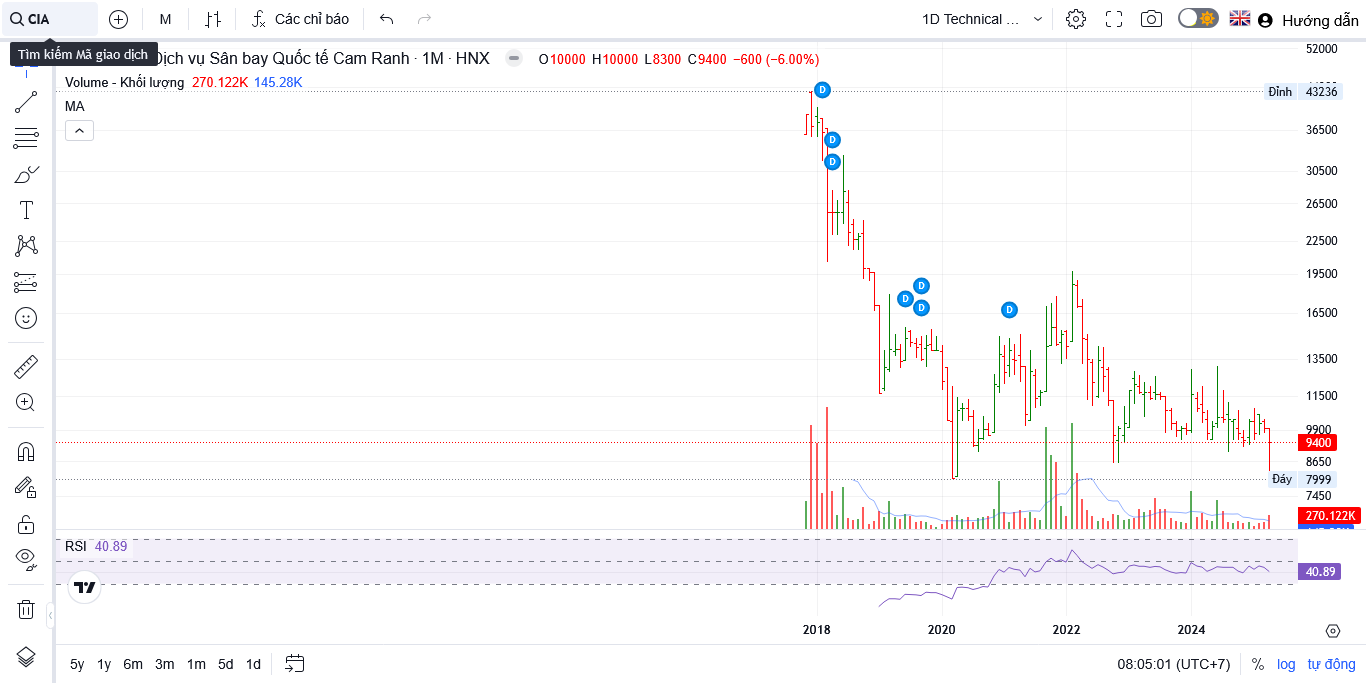 CIA
M
Các chỉ báo
1D Technical ...
Hướng dẫn
Tìm kiếm Mã giao dịch
Dịch vụ Sân bay Quốc tế Cam Ranh · 1M · HNX
O10000 H10000 L8300 C9400 −600 (−6.00%)
Volume - Khối lượng 270.122K 145.28K
MA
D
D
D
D
D
D
D
52000
Đỉnh 43236
36500
30500
26500
22500
19500
16500
13500
11500
9900
9400
8650
Đáy 7999
7450
270.122K
RSI 40.89
40.89
2018 2020 2022 2024
5y 1y 6m 3m 1m 5d 1d
08:05:01 (UTC+7) % log tự động